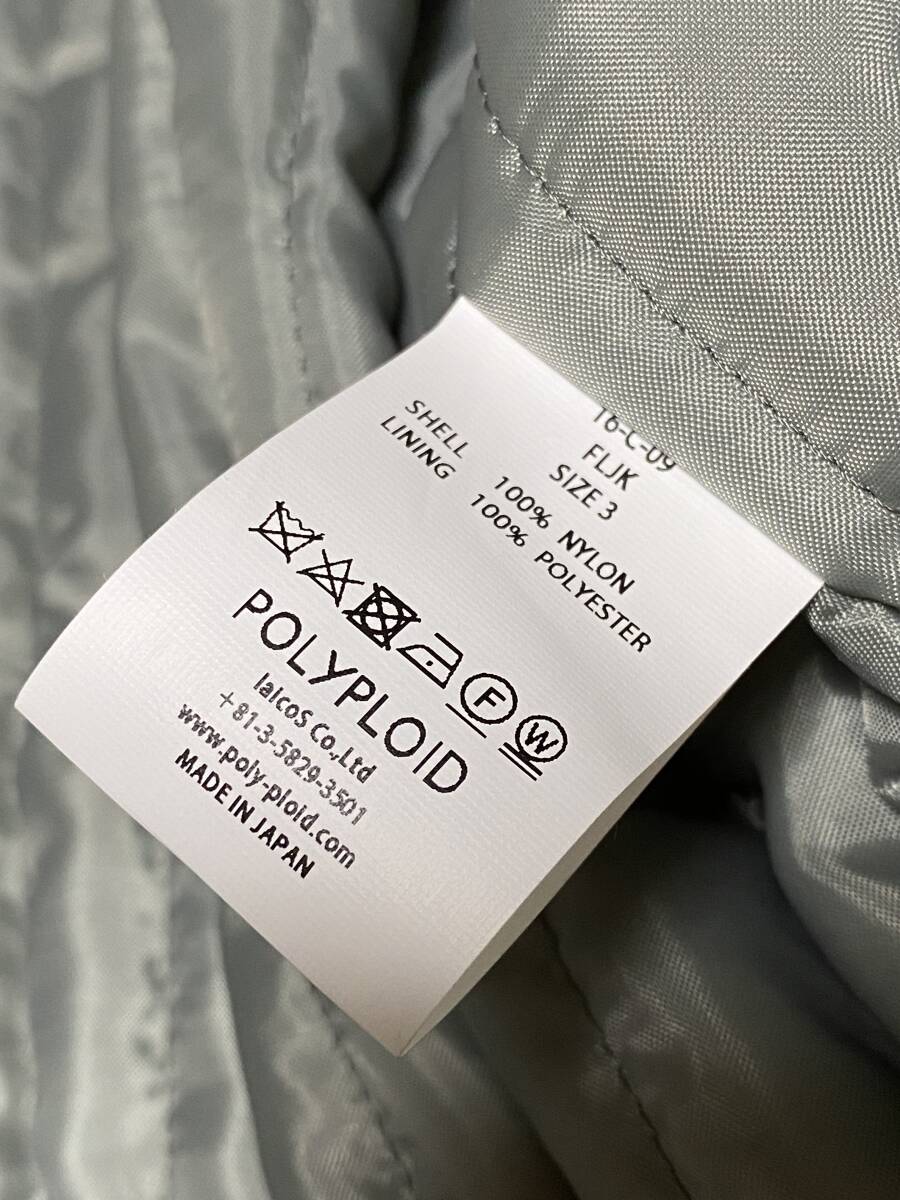 16-C-09
FLJK
SIZE 3
SHELL 100% NYLON
LINING 100% POLYESTER
F W
POLYPLOID
IalcoS Co.,Ltd
+81-3-5829-3501
www.poly-ploid.com
MADE IN JAPAN